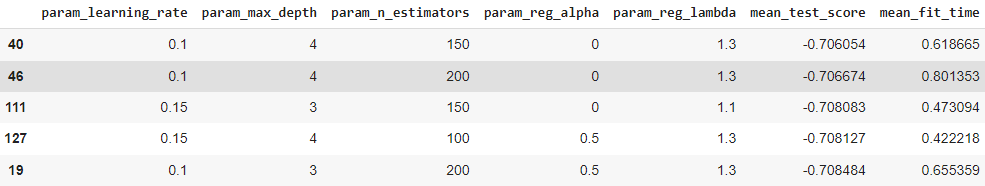 param_learning_rate param_max_depth param_n_estimators param_reg_alpha param_reg_lambda mean_test_score mean_fit_time
40 0.1 4 150 0 1.3 -0.706054 0.618665
46 0.1 4 200 0 1.3 -0.706674 0.801353
111 0.15 3 150 0 1.1 -0.708083 0.473094
127 0.15 4 100 0.5 1.3 -0.708127 0.422218
19 0.1 3 200 0.5 1.3 -0.708484 0.655359